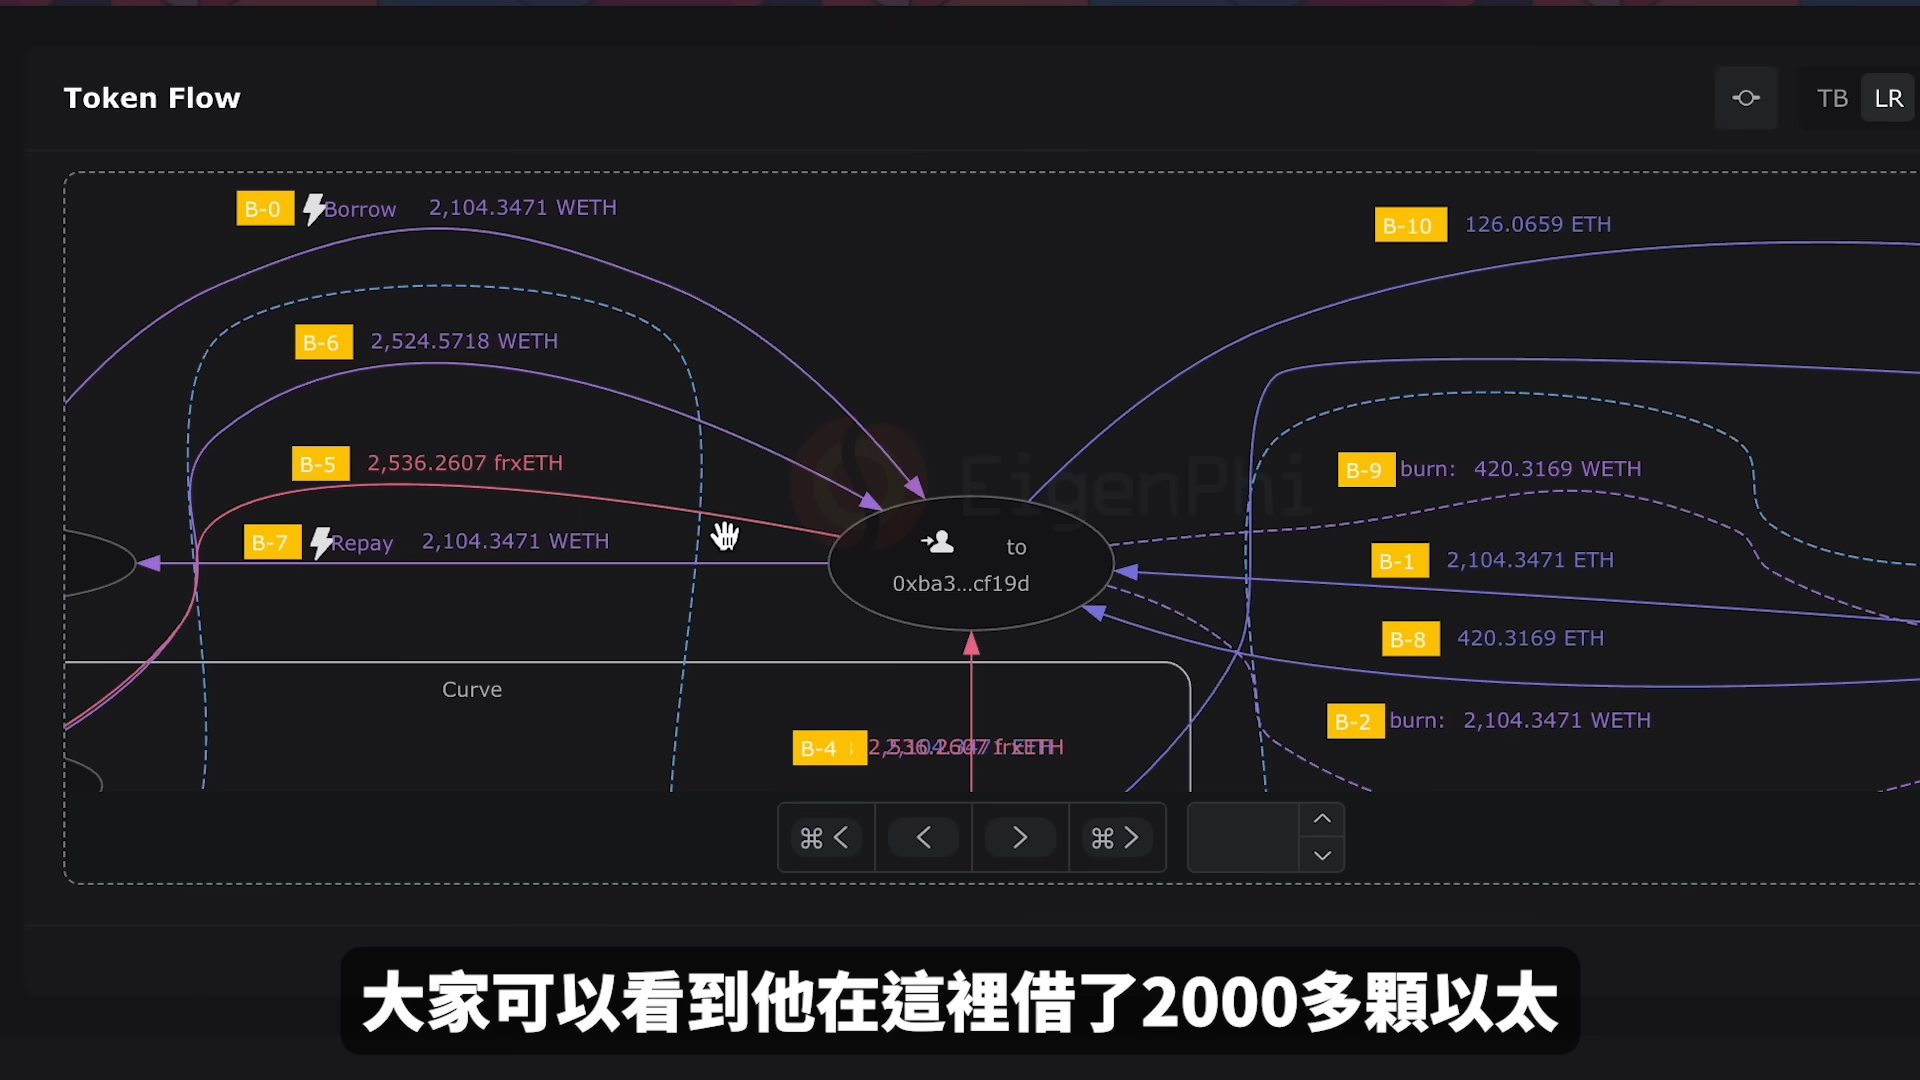 Token Flow
TB LR
B-0 Borrow 2,104.3471 WETH
B-10 126.0659 ETH
B-6 2,524.5718 WETH
B-5 2,536.2607 frxETH
EigenPhi
B-9 burn: 420.3169 WETH
B-7 Repay 2,104.3471 WETH
to
0xba3...cf19d
B-1 2,104.3471 ETH
B-8 420.3169 ETH
Curve
B-2 burn: 2,104.3471 WETH
B-4 2,536.2607 frxETH
⌘ < < > ⌘ >
大家可以看到他在這裡借了2000多顆以太